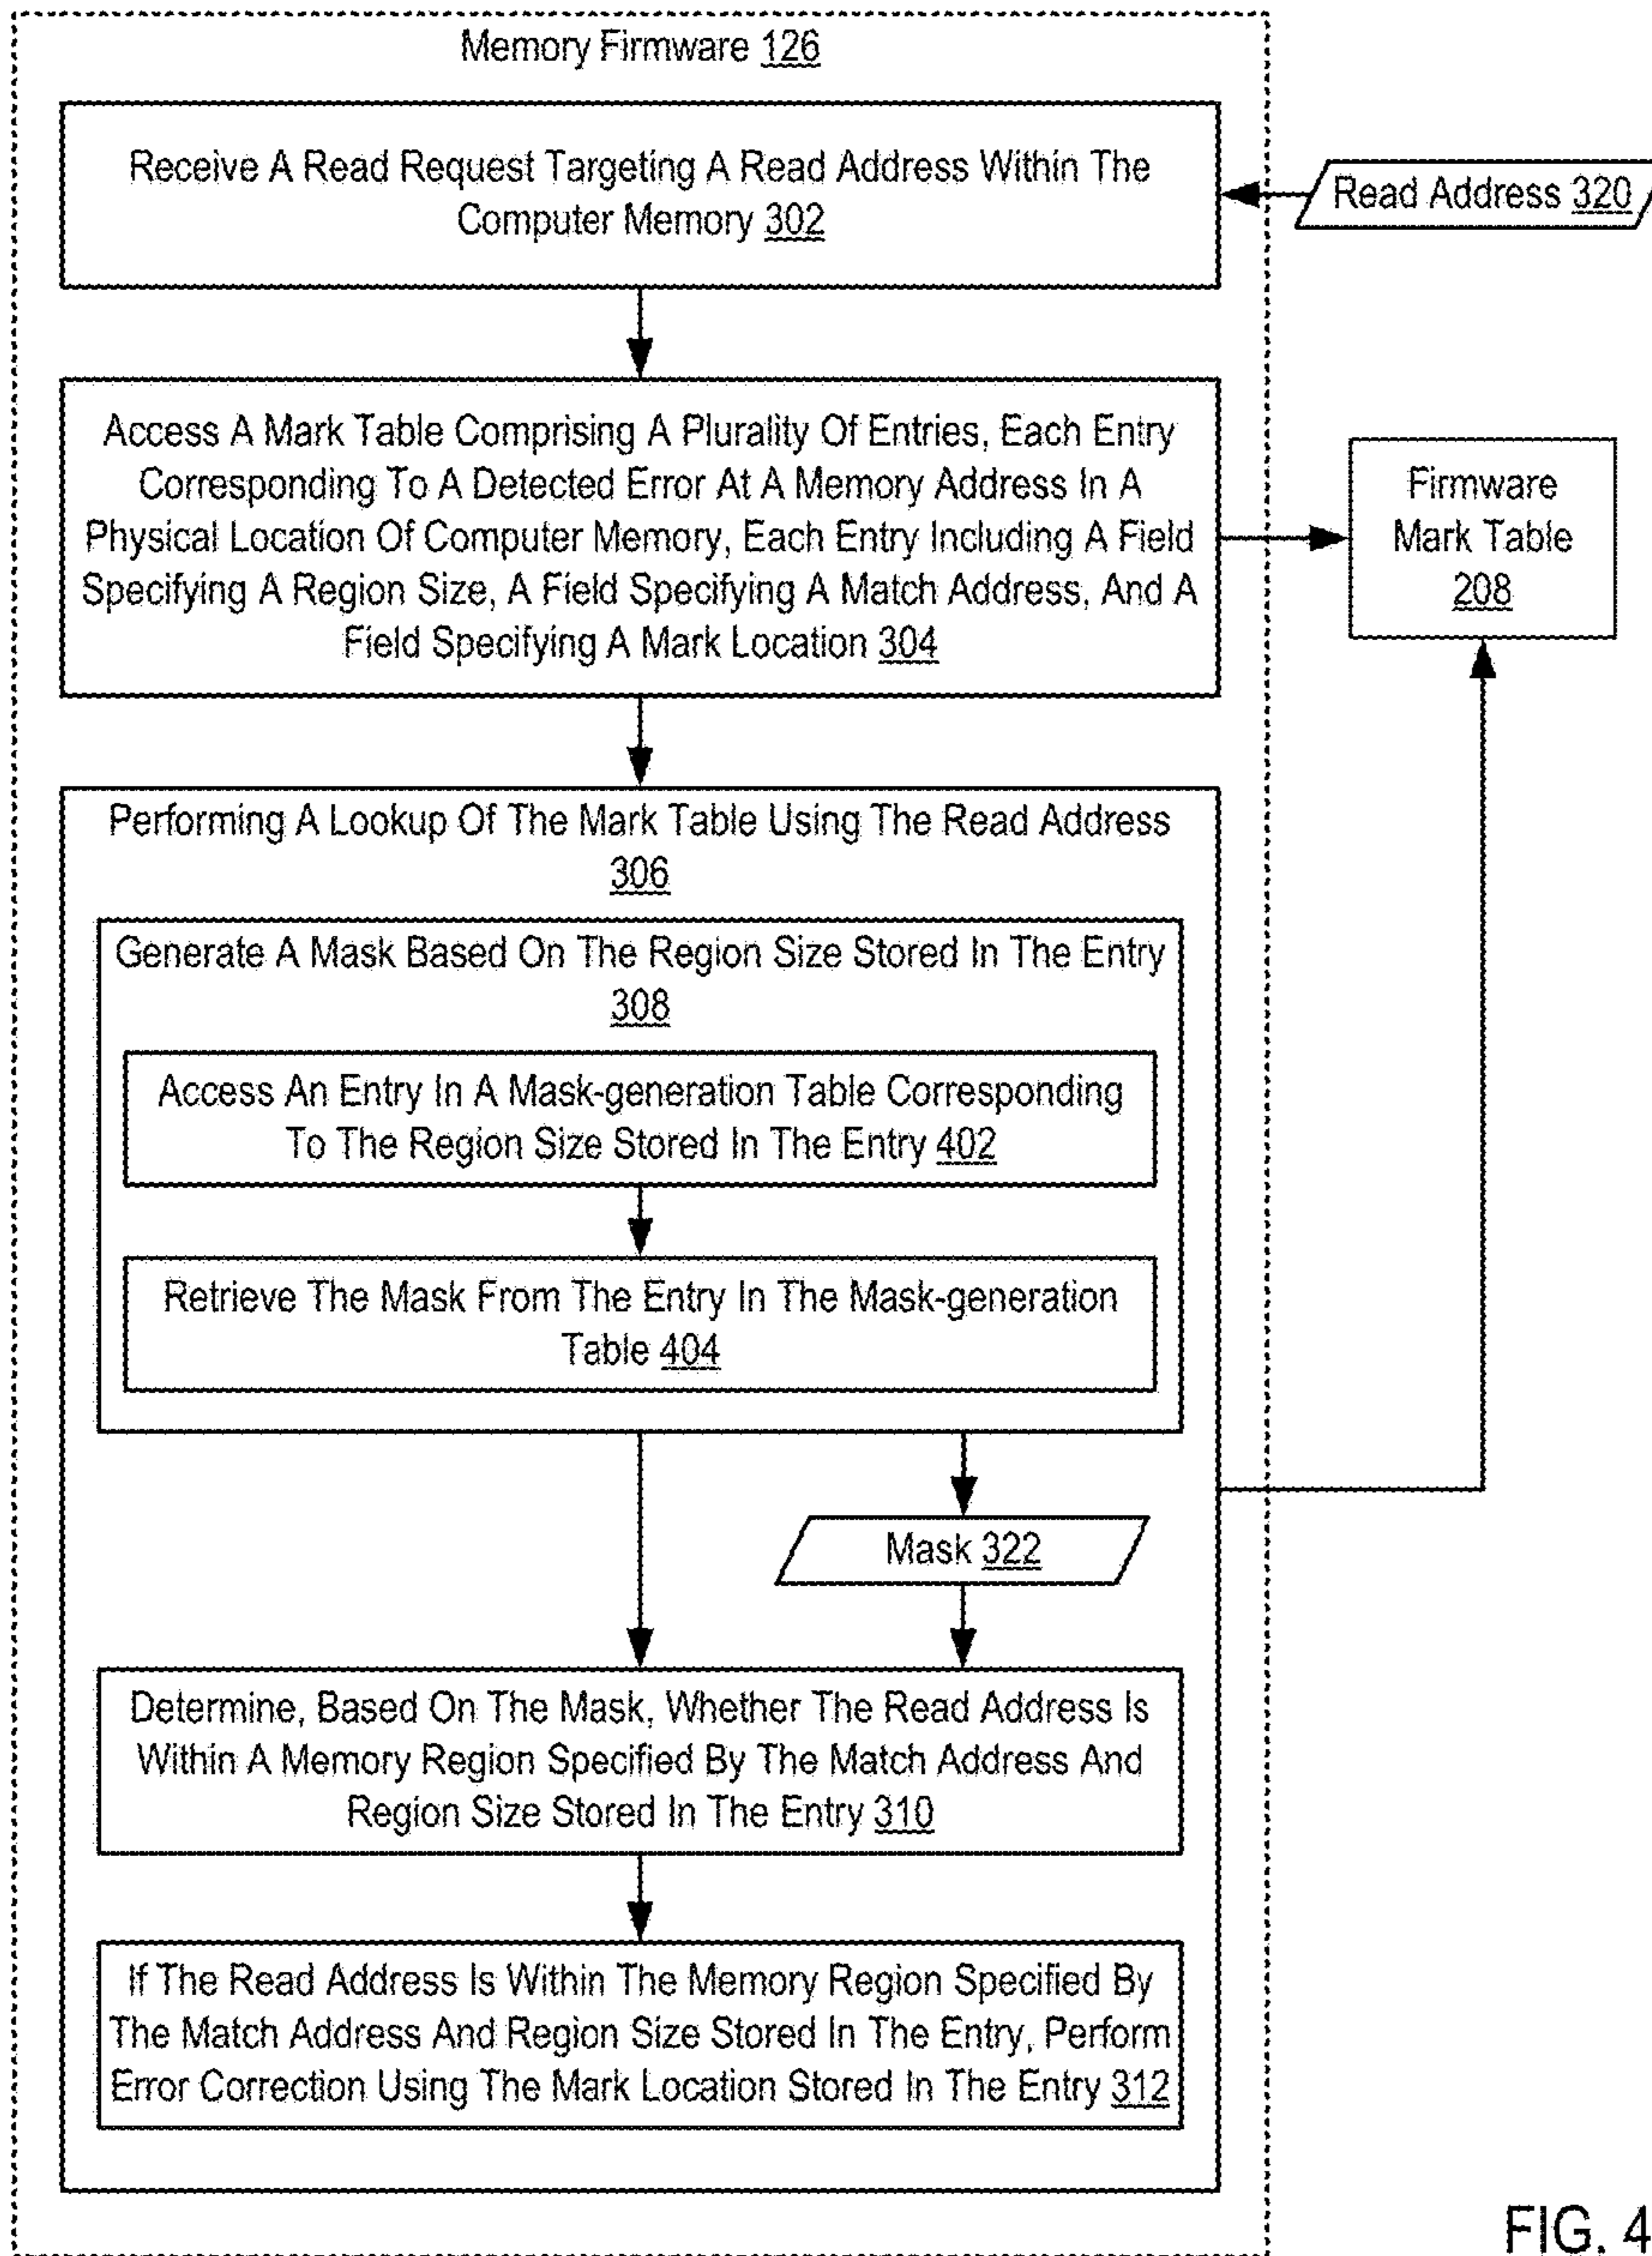 Memory Firmware 126
Receive A Read Request Targeting A Read Address Within The
Computer Memory 302
Read Address 320
Access A Mark Table Comprising A Plurality Of Entries, Each Entry
Corresponding To A Detected Error At A Memory Address In A
Physical Location Of Computer Memory, Each Entry Including A Field
Specifying A Region Size, A Field Specifying A Match Address, And A
Field Specifying A Mark Location 304
Firmware
Mark Table
208
Performing A Lookup Of The Mark Table Using The Read Address
306
Generate A Mask Based On The Region Size Stored In The Entry
308
Access An Entry In A Mask-generation Table Corresponding
To The Region Size Stored In The Entry 402
Retrieve The Mask From The Entry In The Mask-generation
Table 404
Mask 322
Determine, Based On The Mask, Whether The Read Address Is
Within A Memory Region Specified By The Match Address And
Region Size Stored In The Entry 310
If The Read Address Is Within The Memory Region Specified By
The Match Address And Region Size Stored In The Entry, Perform
Error Correction Using The Mark Location Stored In The Entry 312
FIG. 4